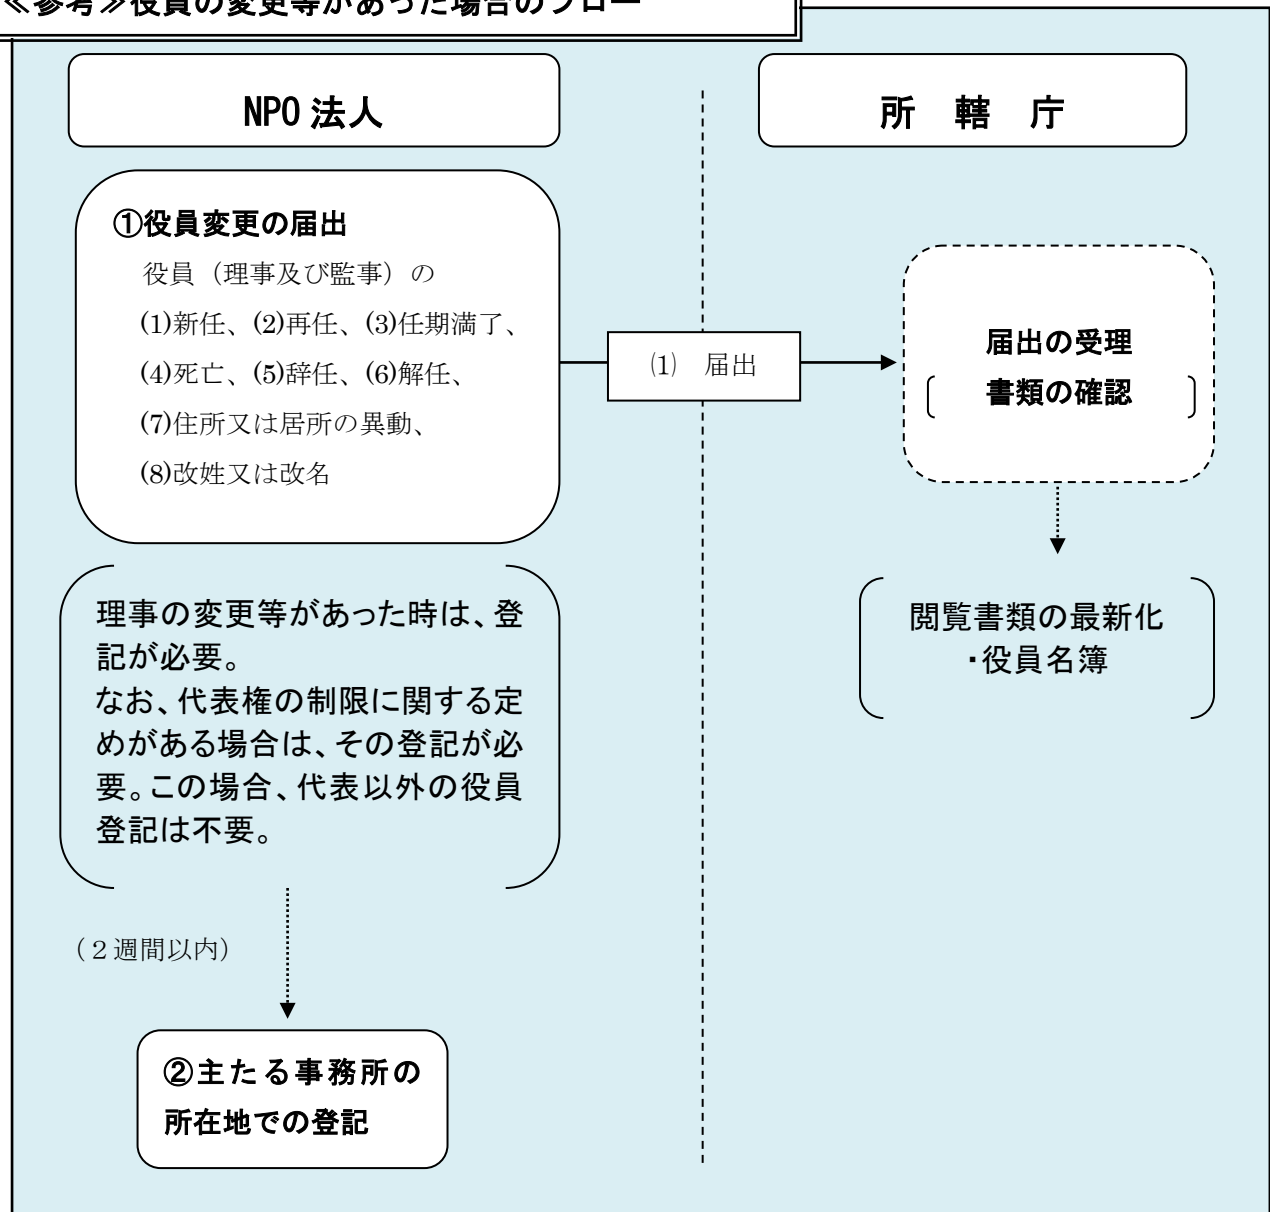 ≪参考≫役員の変更等があった場合のフロー
NPO法人
所　轄　庁
①役員変更の届出
役員（理事及び監事）の
(1)新任、(2)再任、(3)任期満了、
(4)死亡、(5)辞任、(6)解任、
(7)住所又は居所の異動、
(8)改姓又は改名
⑴　届出
届出の受理
書類の確認
理事の変更等があった時は、登
記が必要。
なお、代表権の制限に関する定
めがある場合は、その登記が必
要。この場合、代表以外の役員
登記は不要。
閲覧書類の最新化
・役員名簿
（２週間以内）
②主たる事務所の
所在地での登記